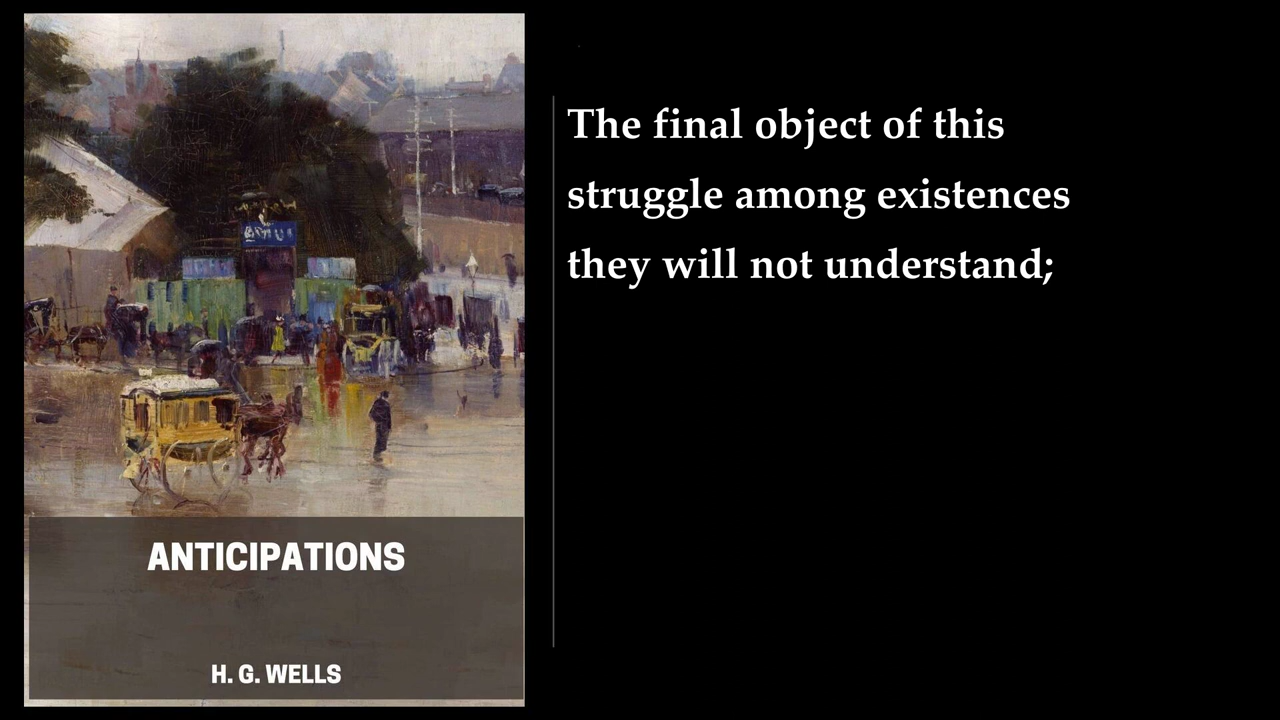 ANTICIPATIONS
H. G. WELLS
The final object of this
struggle among existences
they will not understand;